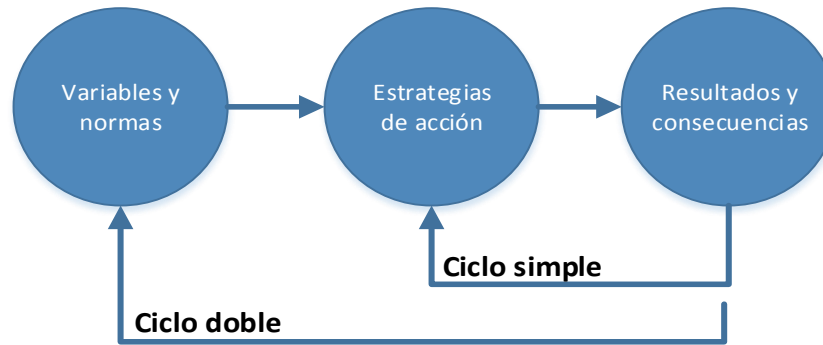 Variables y
normas
Estrategias
de acción
Resultados y
consecuencias
Ciclo simple
Ciclo doble